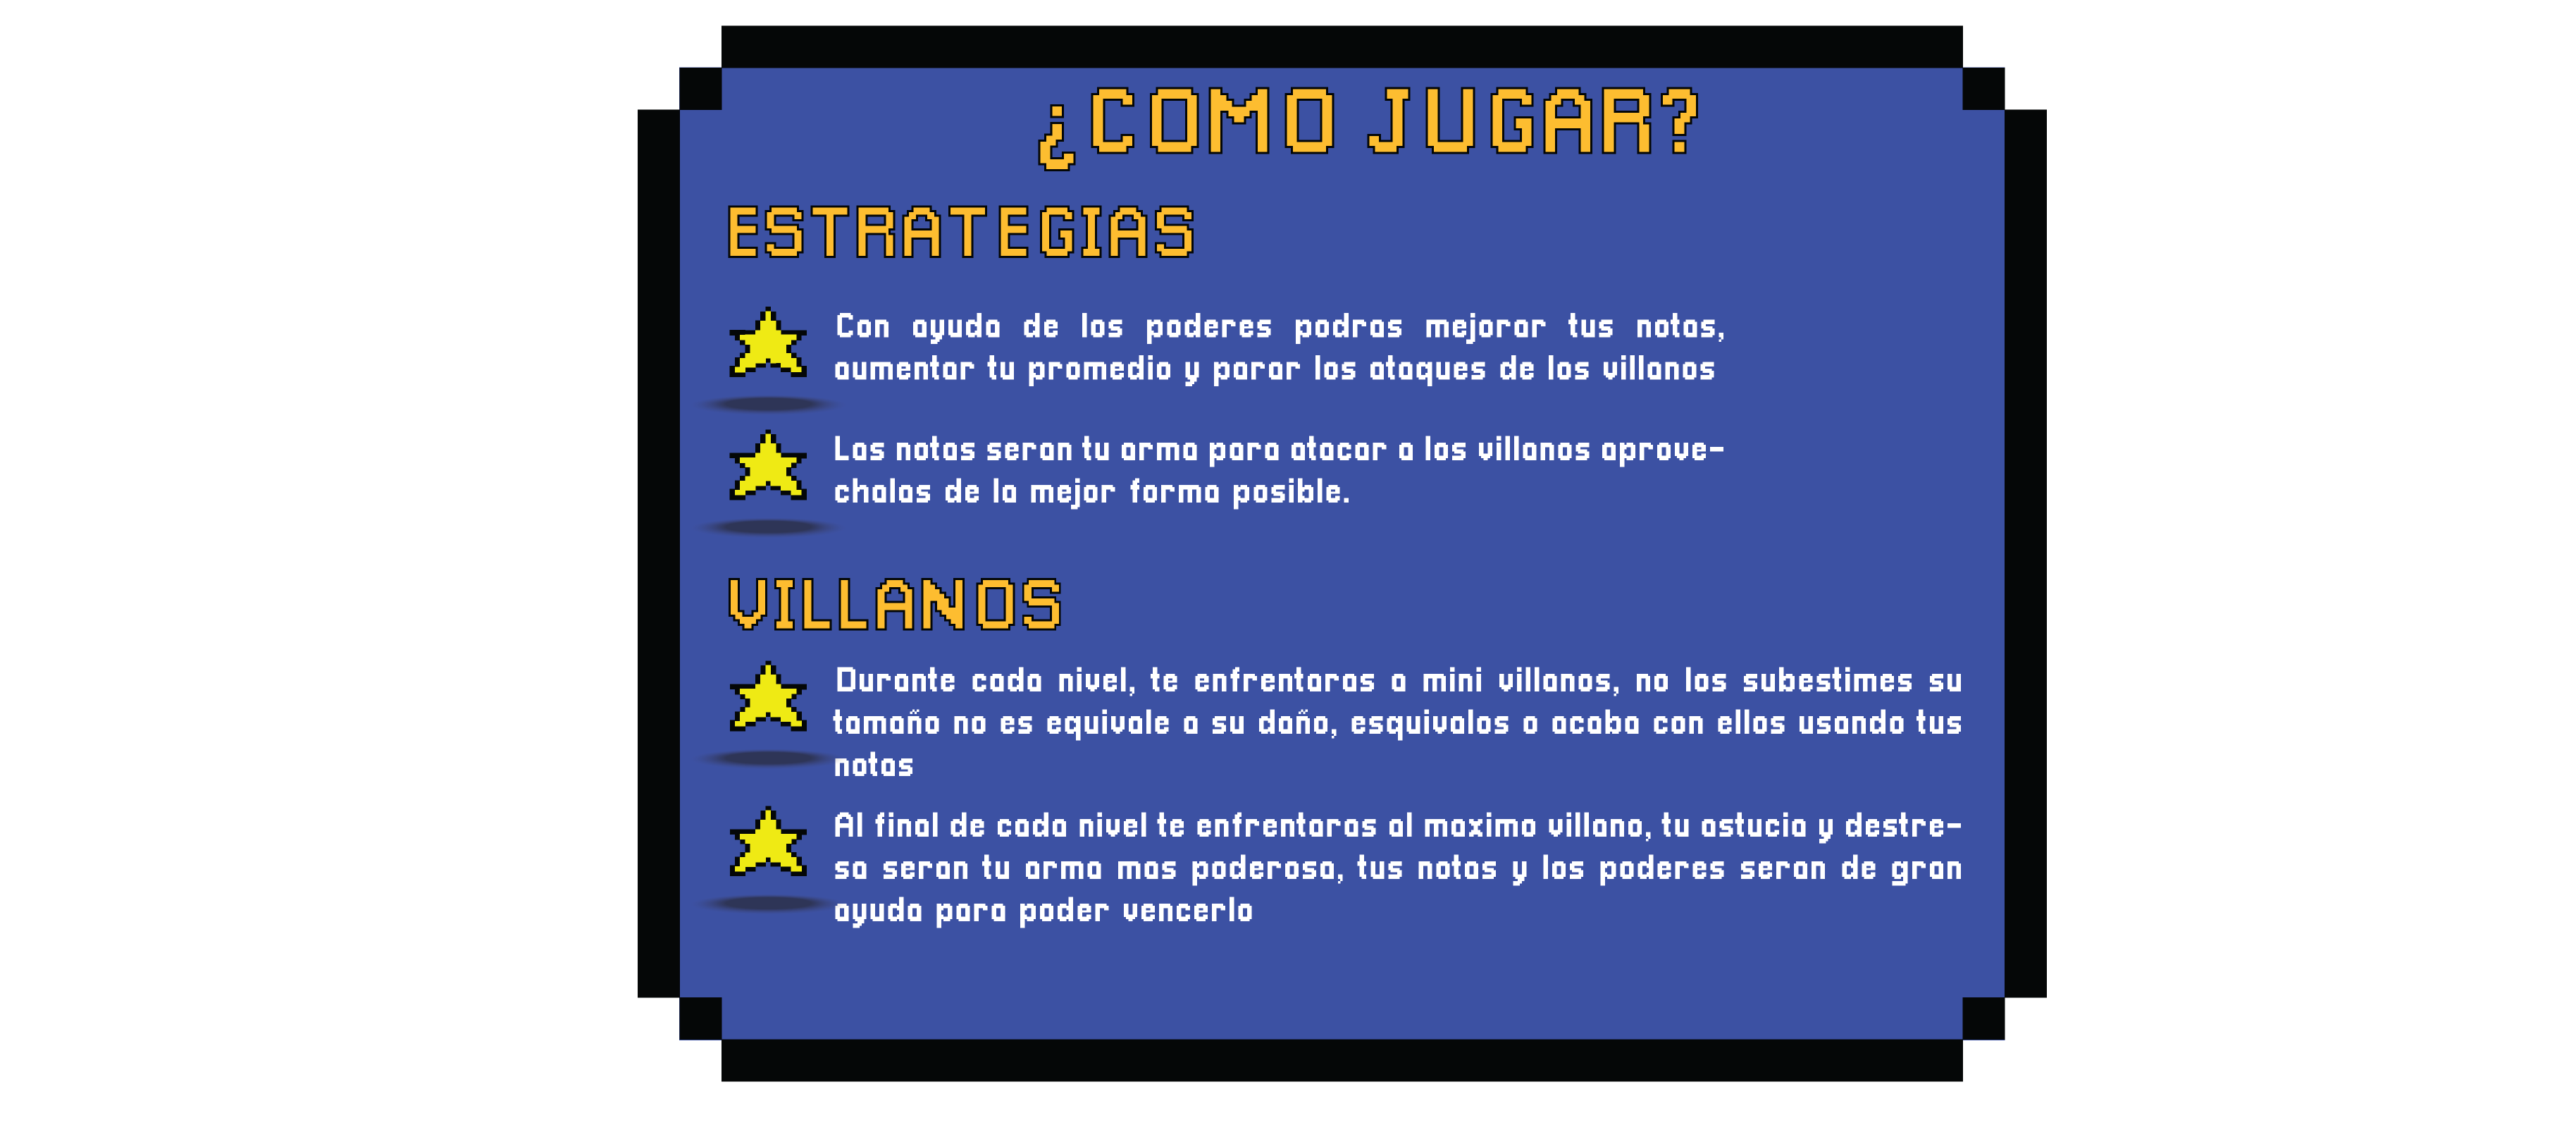 ¿COMO JUGAR?
ESTRATEGIAS
Con ayuda de los poderes podras mejorar tus notas,
aumentar tu promedio y parar los ataques de los villanos
Las notas seran tu arma para atacar a los villanos aprove-
chalas de la mejor forma posible.
VILLANOS
Durante cada nivel, te enfrentaras a mini villanos, no los subestimes su
tamaño no es equivale a su daño, esquivalos o acaba con ellos usando tus
notas
Al final de cada nivel te enfrentaras al maximo villano, tu astucia y destre-
sa seran tu arma mas poderosa, tus notas y los poderes seran de gran
ayuda para poder vencerlo